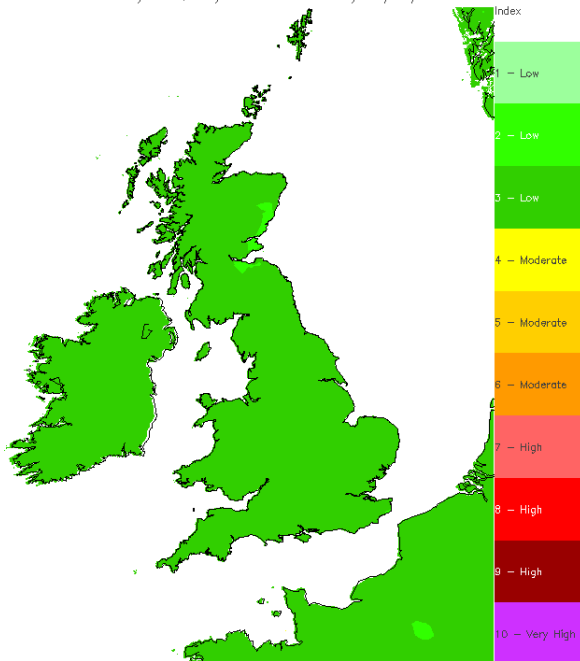 Index
1 - Low
2 - Low
3 - Low
4 - Moderate
5 - Moderate
6 - Moderate
7 - High
8 - High
9 - High
10 - Very High